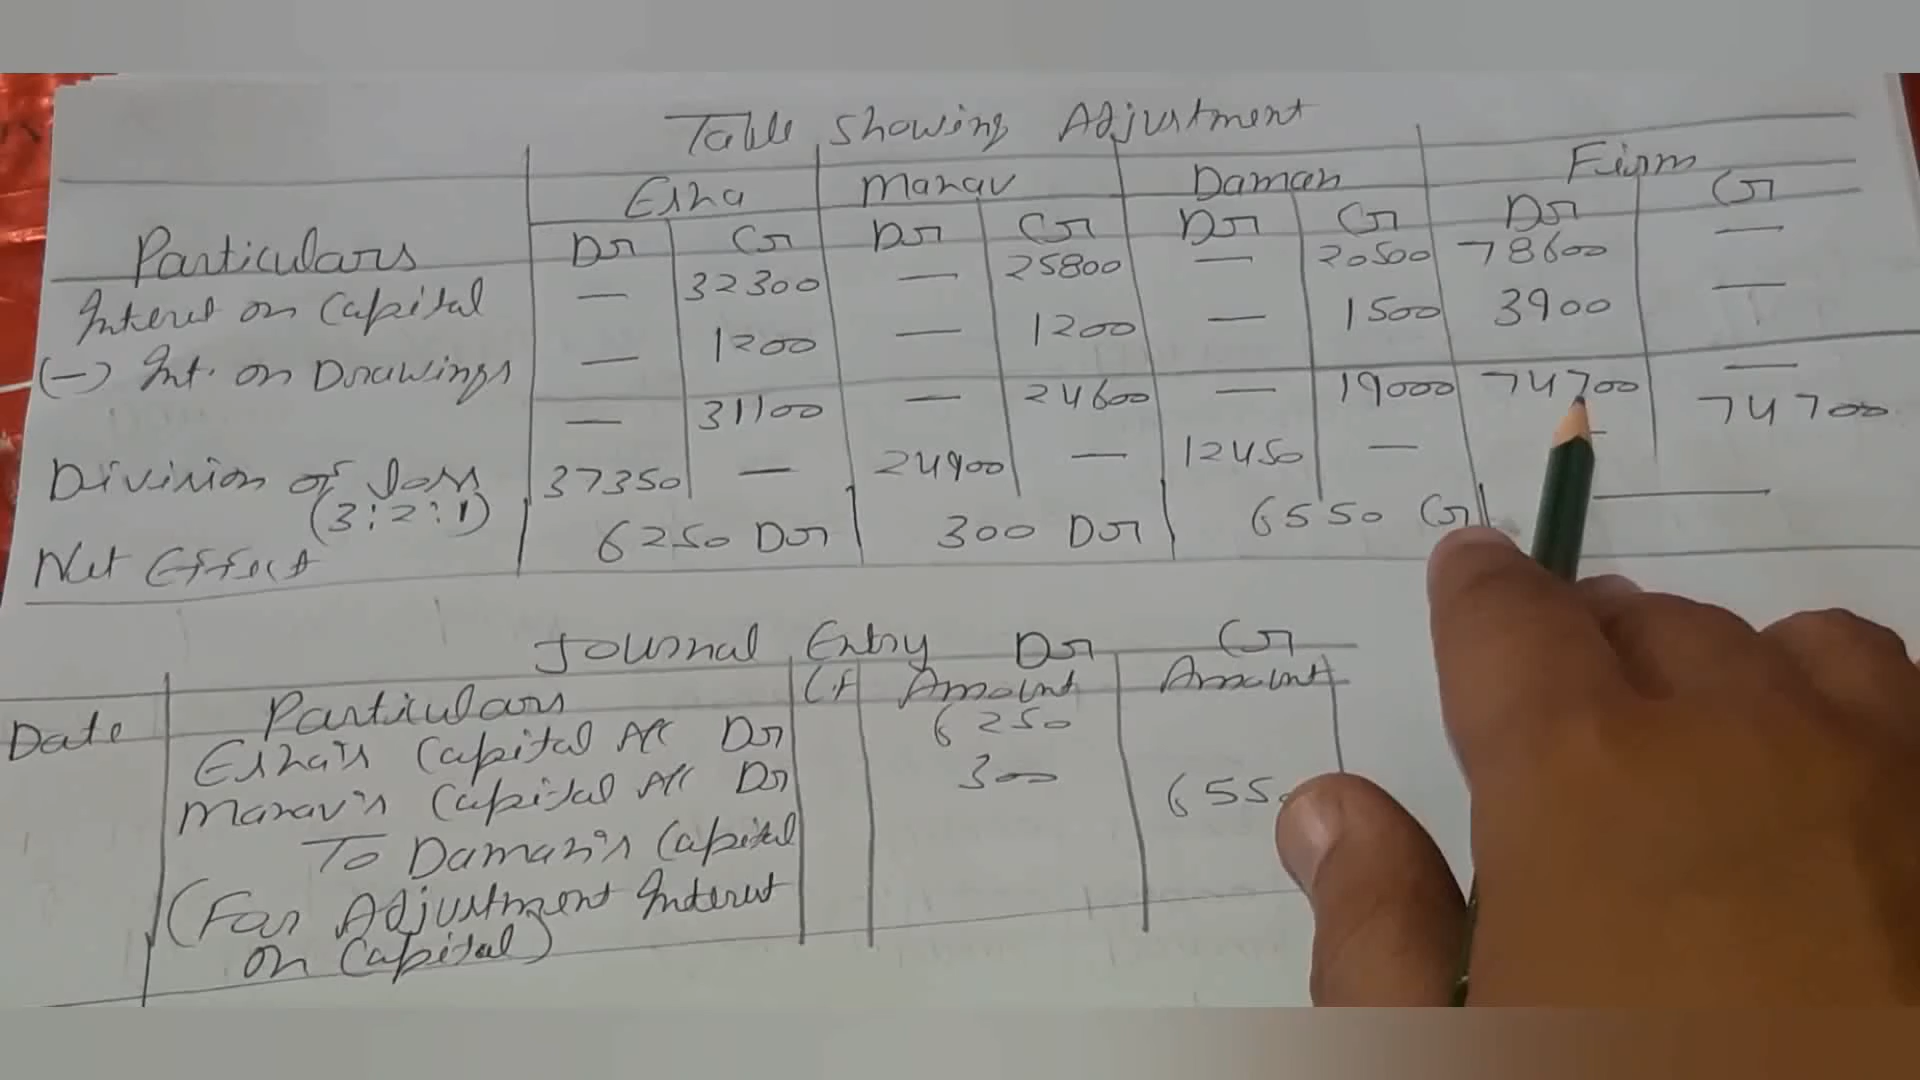 Table Showing Adjustment
Esha Manav Daman Firm
Particulars Dr Cr Dr Cr Dr Cr Dr Cr
Interest on Capital — 32300 — 25800 — 20500 78600 —
(-) Int. on Drawings — 1200 — 1200 — 1500 3900 —
— 31100 — 24600 — 19000 74700 —
Division of loss 37350 — 24900 — 12450 — — 74700
(3:2:1)
Net Effect 6250 Dr 300 Dr 6550 Cr
Journal Entry Dr Cr
Date Particulars LF Amount Amount
Esha's Capital A/c Dr 6250
Manav's Capital A/c Dr 300
To Daman's Capital 655
(For Adjustment Interest
on Capital)